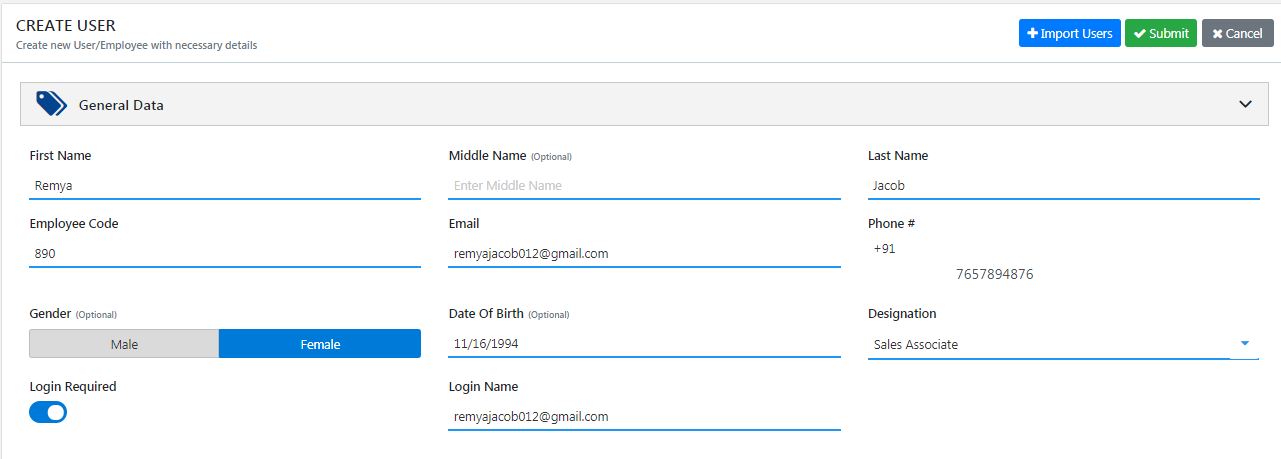 CREATE USER
Create new User/Employee with necessary details
Import Users
Submit
Cancel
General Data
First Name
Middle Name (Optional)
Last Name
Remya
Enter Middle Name
Jacob
Employee Code
Email
Phone #
890
remyajacob012@gmail.com
+91
7657894876
Gender (Optional)
Date Of Birth (Optional)
Designation
Male
Female
11/16/1994
Sales Associate
Login Required
Login Name
remyajacob012@gmail.com